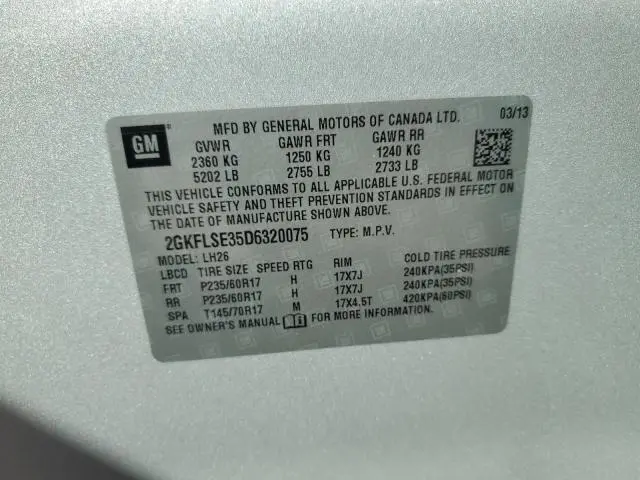 MFD BY GENERAL MOTORS OF CANADA LTD. 03/13
GM®
GVWR GAWR FRT GAWR RR
2360 KG 1250 KG 1240 KG
5202 LB 2755 LB 2733 LB
THIS VEHICLE CONFORMS TO ALL APPLICABLE U.S. FEDERAL MOTOR
VEHICLE SAFETY AND THEFT PREVENTION STANDARDS IN EFFECT ON
THE DATE OF MANUFACTURE SHOWN ABOVE.
2GKFLSE35D6320075 TYPE: M.P.V.
MODEL: LH26
LBCD TIRE SIZE SPEED RTG RIM COLD TIRE PRESSURE
FRT P235/60R17 H 17X7J 240KPA(35PSI)
RR P235/60R17 H 17X7J 240KPA(35PSI)
SPA T145/70R17 M 17X4.5T 420KPA(60PSI)
SEE OWNER'S MANUAL FOR MORE INFORMATION.